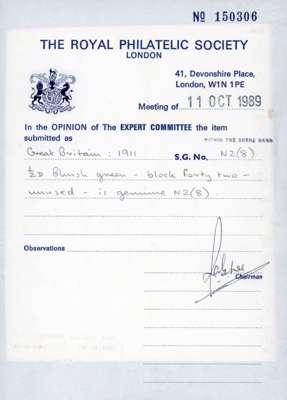 Nº 150306
THE ROYAL PHILATELIC SOCIETY
LONDON
41, Devonshire Place,
London, W1N 1PE
Meeting of 11 OCT 1989
In the OPINION of The EXPERT COMMITTEE the item
submitted as
Great Britain : 1911 S.G. No. N2(8)
½D Bluish green - block forty two -
unused - is genuine N2(8).
Observations
Chairman